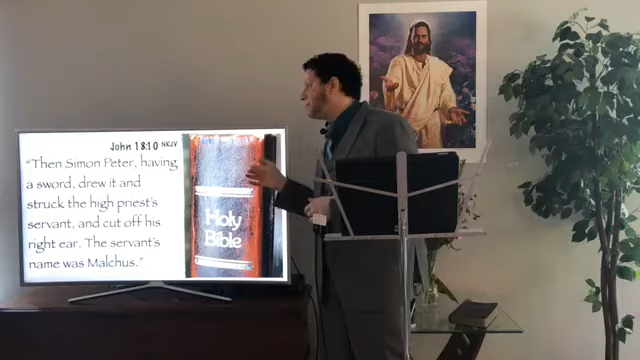 John 18:10 NKJV
"Then Simon Peter, having
a sword, drew it and
struck the high priest's
servant, and cut off his
right ear. The servant's
name was Malchus."
Holy
Bible